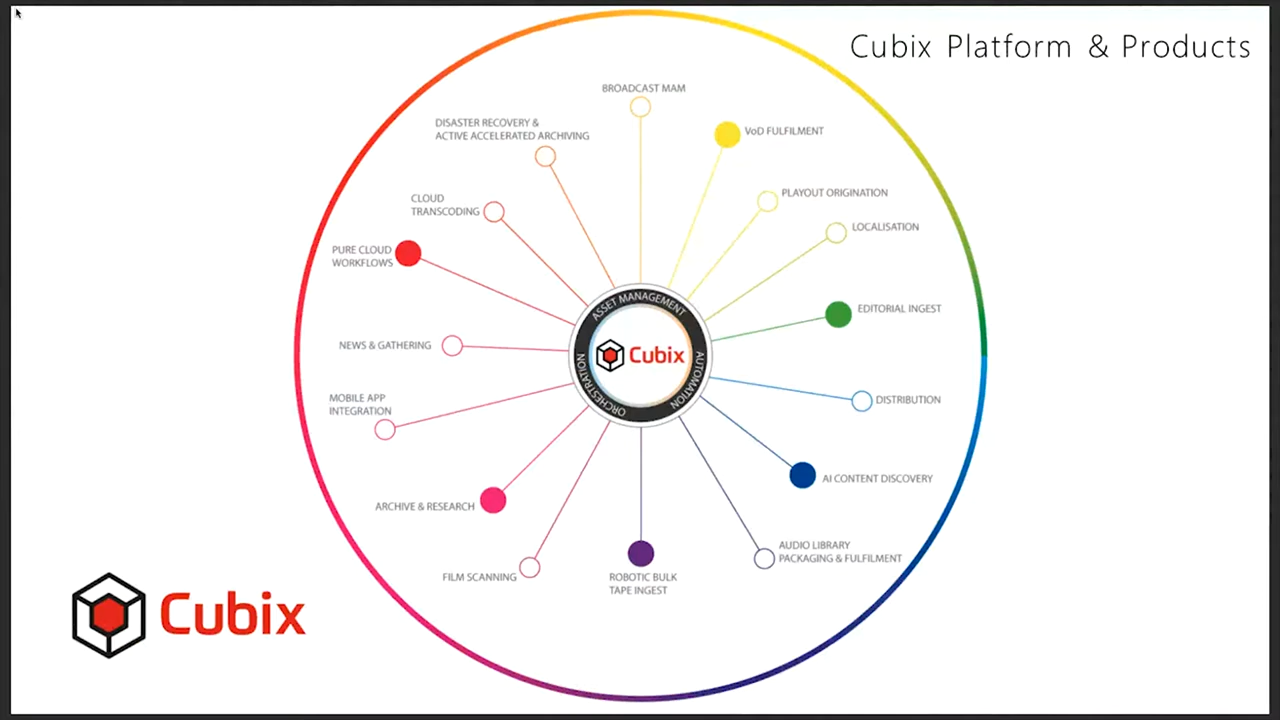 Cubix Platform & Products
BROADCAST MAM
VoD FULFILMENT
DISASTER RECOVERY &
ACTIVE ACCELERATED ARCHIVING
PLAYOUT ORIGINATION
CLOUD
TRANSCODING
LOCALISATION
PURE CLOUD
WORKFLOWS
EDITORIAL INGEST
ASSET MANAGEMENT
AUTOMATION
ORCHESTRATION
Cubix
NEWS & GATHERING
MOBILE APP
INTEGRATION
DISTRIBUTION
AI CONTENT DISCOVERY
ARCHIVE & RESEARCH
AUDIO LIBRARY
PACKAGING & FULFILMENT
FILM SCANNING
ROBOTIC BULK
TAPE INGEST
Cubix